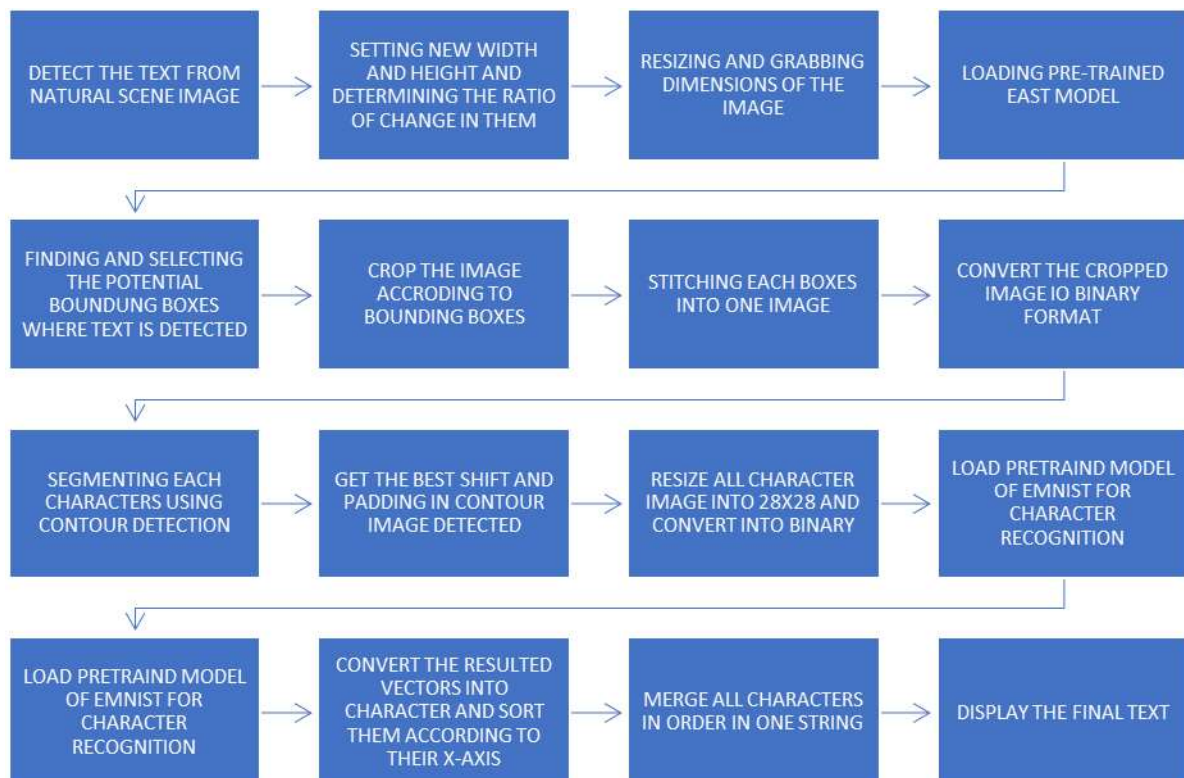 DETECT THE TEXT FROM
NATURAL SCENE IMAGE
SETTING NEW WIDTH
AND HEIGHT AND
DETERMINING THE RATIO
OF CHANGE IN THEM
RESIZING AND GRABBING
DIMENSIONS OF THE
IMAGE
LOADING PRE-TRAINED
EAST MODEL
FINDING AND SELECTING
THE POTENTIAL
BOUNDUNG BOXES
WHERE TEXT IS DETECTED
CROP THE IMAGE
ACCRODING TO
BOUNDING BOXES
STITCHING EACH BOXES
INTO ONE IMAGE
CONVERT THE CROPPED
IMAGE IO BINARY
FORMAT
SEGMENTING EACH
CHARACTERS USING
CONTOUR DETECTION
GET THE BEST SHIFT AND
PADDING IN CONTOUR
IMAGE DETECTED
RESIZE ALL CHARACTER
IMAGE INTO 28X28 AND
CONVERT INTO BINARY
LOAD PRETRAIND MODEL
OF EMNIST FOR
CHARACTER
RECOGNITION
LOAD PRETRAIND MODEL
OF EMNIST FOR
CHARACTER
RECOGNITION
CONVERT THE RESULTED
VECTORS INTO
CHARACTER AND SORT
THEM ACCORDING TO
THEIR X-AXIS
MERGE ALL CHARACTERS
IN ORDER IN ONE STRING
DISPLAY THE FINAL TEXT